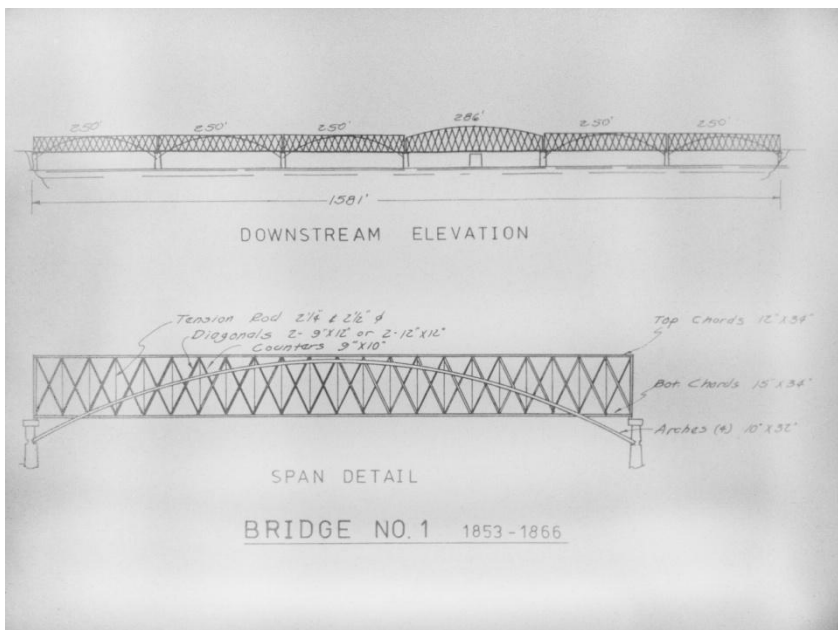 250' 250' 250' 286' 250' 250'
1581'
DOWNSTREAM ELEVATION
Tension Rod 2¼ & 2½" ⌀
Diagonals 2-9"X12" or 2-12"X12"
Counters 9"X10"
Top Chords 12"X34"
Bot. Chords 15"X34"
Arches (4) 10"X32"
SPAN DETAIL
BRIDGE NO. 1 1853-1866